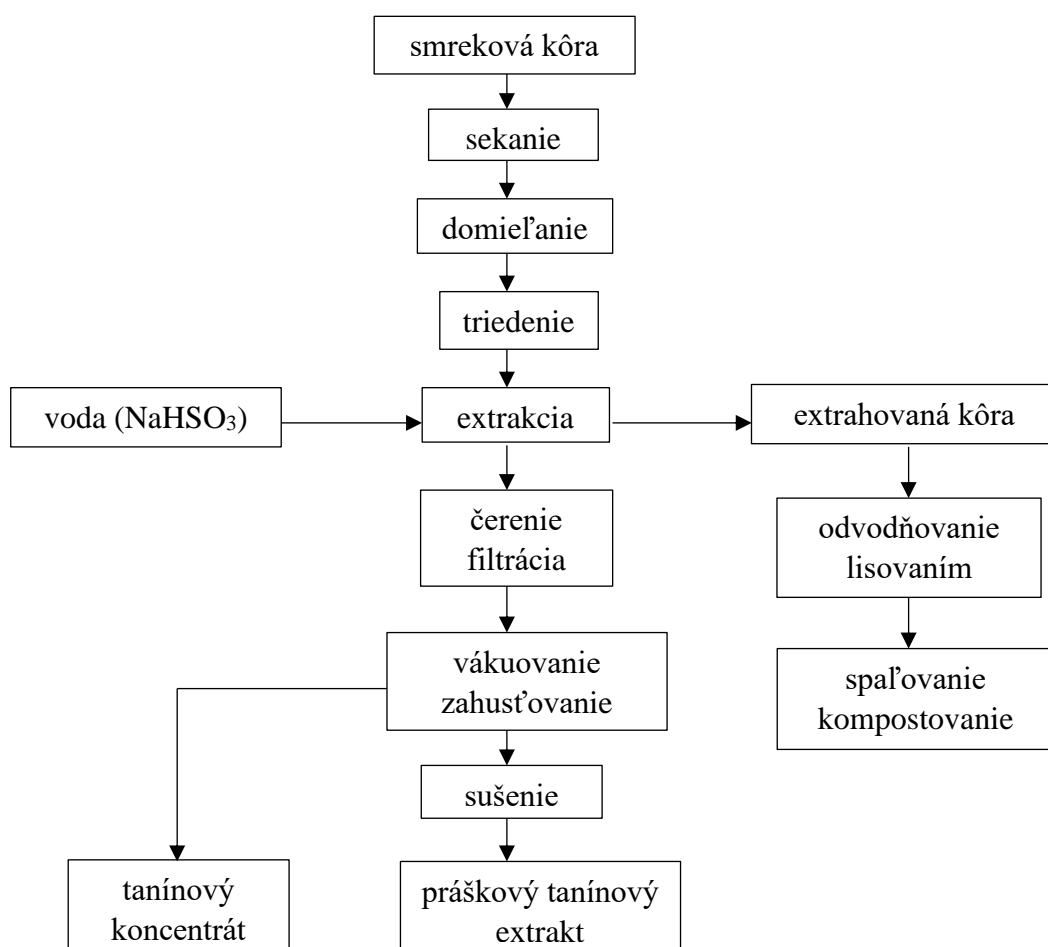 smreková kôra
sekanie
domieľanie
triedenie
voda (NaHSO₃)
extrakcia
extrahovaná kôra
čerenie
filtrácia
odvodňovanie
lisovaním
vákuovanie
zahusťovanie
spaľovanie
kompostovanie
sušenie
tanínový
koncentrát
práškový tanínový
extrakt